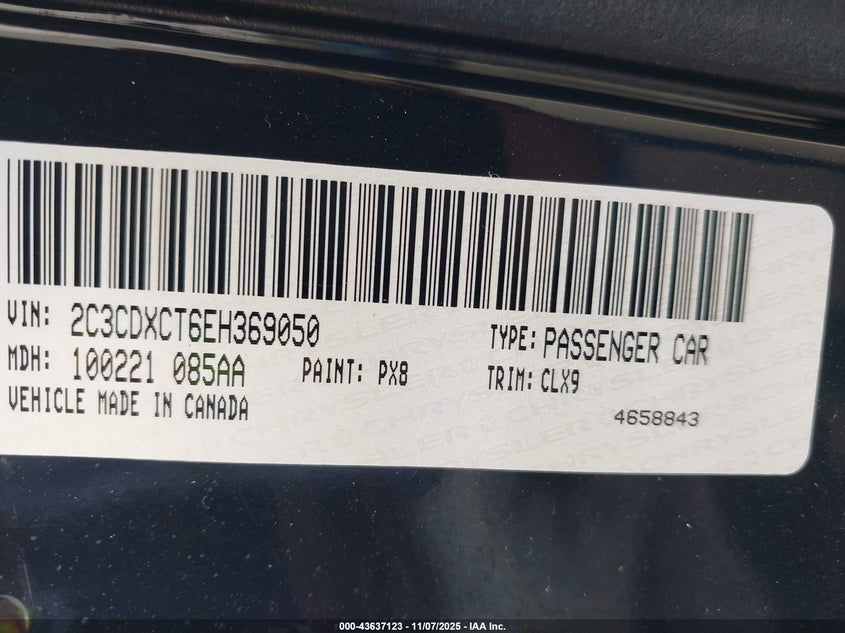 VIN: 2C3CDXCT6EH369050 TYPE: PASSENGER CAR
MDH: 100221 085AA PAINT: PX8 TRIM: CLX9
VEHICLE MADE IN CANADA 4658843
CHRYSLER
000-43637123 - 11/07/2025 - IAA Inc.